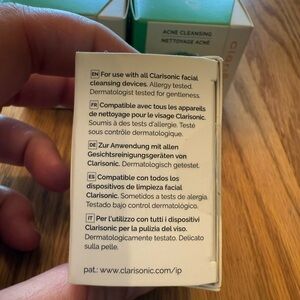 ACNE CLEANSING
NETTOYAGE ACNÉ
EN For use with all Clarisonic facial
cleansing devices. Allergy tested.
Dermatologist tested for gentleness.
FR Compatible avec tous les appareils
de nettoyage pour le visage Clarisonic.
Soumis à des tests d'allergie. Testé
sous contrôle dermatologique.
DE Zur Anwendung mit allen
Gesichtsreinigungsgeräten von
Clarisonic. Dermatologisch getestet.
ES Compatible con todos los
dispositivos de limpieza facial
Clarisonic. Sometidos a tests de alergia.
Testado bajo control dermatológico.
IT Per l'utilizzo con tutti i dispositivi
Clarisonic per la pulizia del viso.
Dermatologicamente testato. Delicato
sulla pelle.
pat.: www.clarisonic.com/ip